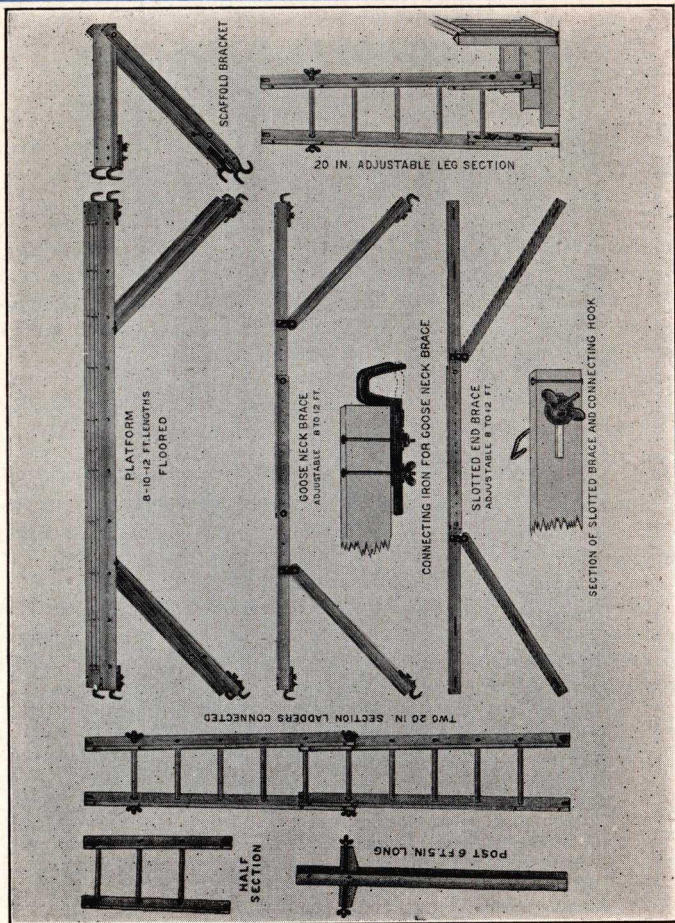 SCAFFOLD BRACKET
20 IN. ADJUSTABLE LEG SECTION
PLATFORM
8-10-12 FT. LENGTHS
FLOORED
GOOSE NECK BRACE
ADJUSTABLE 8 TO 12 FT.
CONNECTING IRON FOR GOOSE NECK BRACE
SLOTTED END BRACE
ADJUSTABLE 8 TO 12 FT.
SECTION OF SLOTTED BRACE AND CONNECTING HOOK
TWO 20 IN. SECTION LADDERS CONNECTED
HALF
SECTION
POST 6 FT. 5 IN. LONG